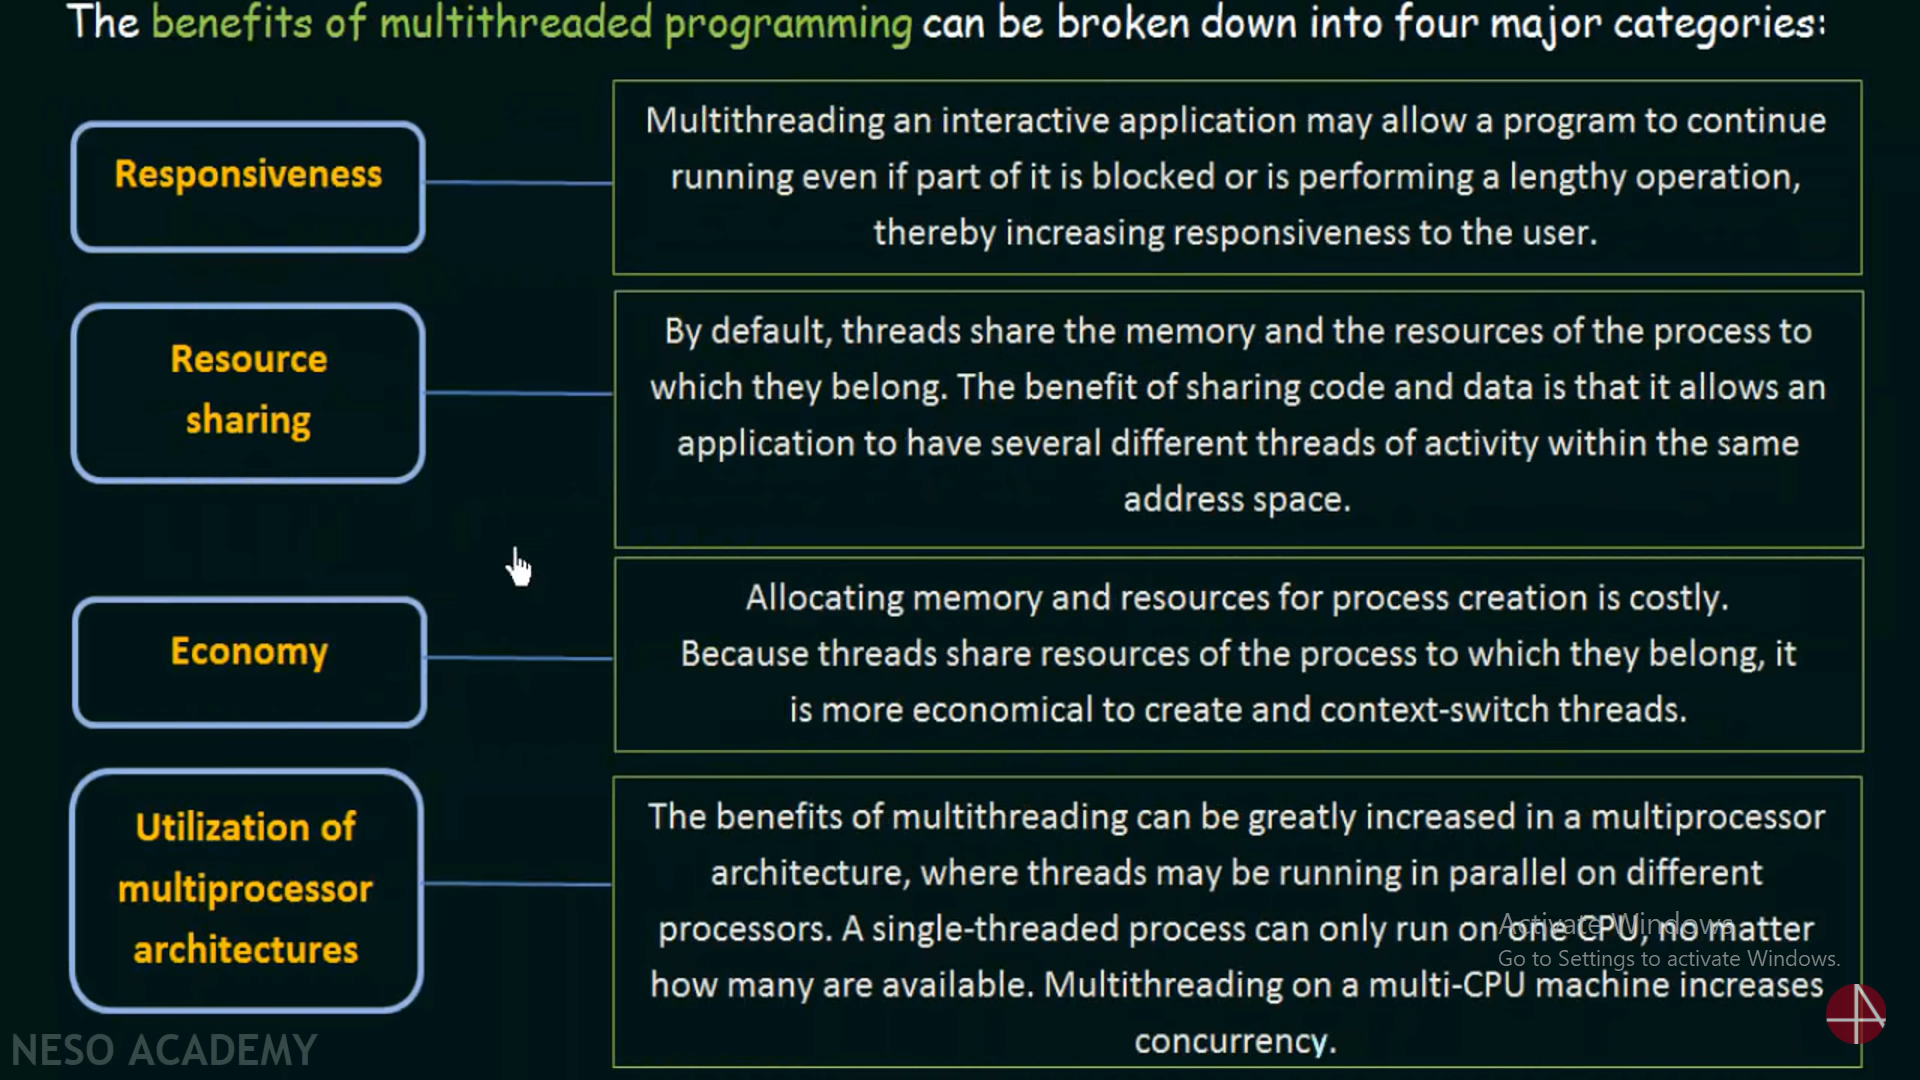 The benefits of multithreaded programming can be broken down into four major categories:
Responsiveness
Multithreading an interactive application may allow a program to continue
running even if part of it is blocked or is performing a lengthy operation,
thereby increasing responsiveness to the user.
Resource
sharing
By default, threads share the memory and the resources of the process to
which they belong. The benefit of sharing code and data is that it allows an
application to have several different threads of activity within the same
address space.
Economy
Allocating memory and resources for process creation is costly.
Because threads share resources of the process to which they belong, it
is more economical to create and context-switch threads.
Utilization of
multiprocessor
architectures
The benefits of multithreading can be greatly increased in a multiprocessor
architecture, where threads may be running in parallel on different
processors. A single-threaded process can only run on one CPU, no matter
how many are available. Multithreading on a multi-CPU machine increases
concurrency.
Activate Windows
Go to Settings to activate Windows.
NESO ACADEMY